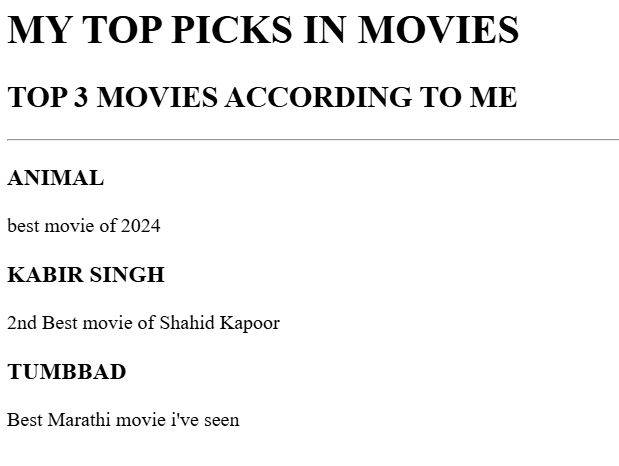 MY TOP PICKS IN MOVIES
TOP 3 MOVIES ACCORDING TO ME
ANIMAL
best movie of 2024
KABIR SINGH
2nd Best movie of Shahid Kapoor
TUMBBAD
Best Marathi movie i've seen